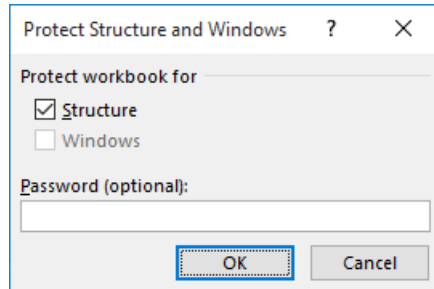 Protect Structure and Windows ?
Protect workbook for
Structure
Windows
Password (optional):
OK Cancel